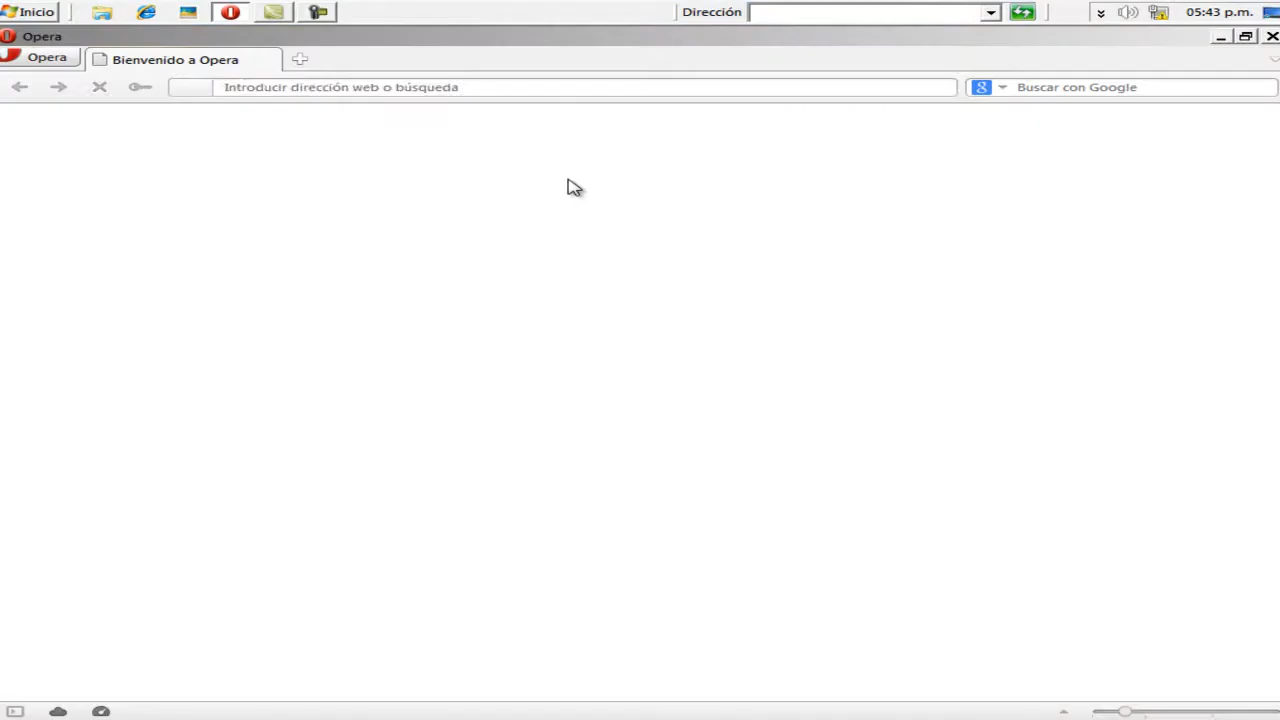 Inicio
Dirección
05:43 p.m.
Opera
Opera
Bienvenido a Opera
Introducir dirección web o búsqueda
Buscar con Google